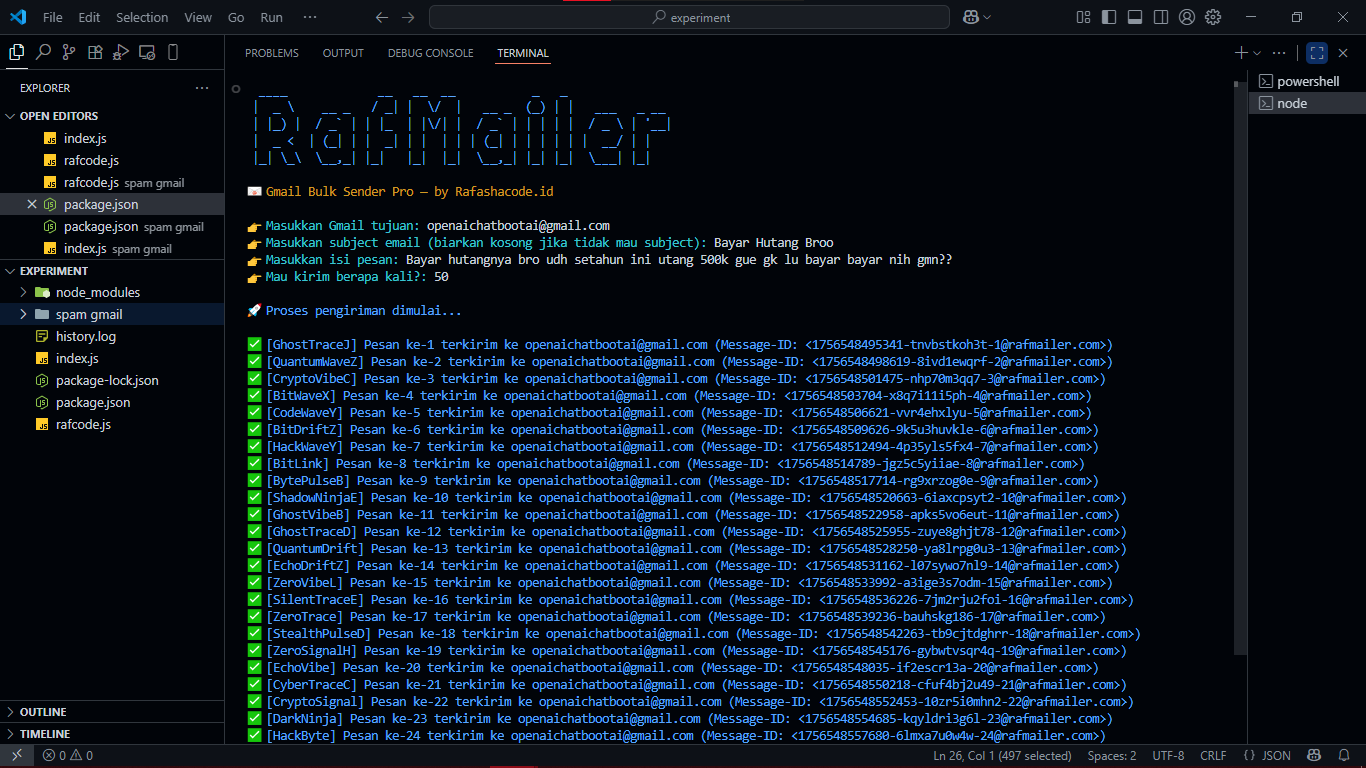 File Edit Selection View Go Run ··· experiment
PROBLEMS OUTPUT DEBUG CONSOLE TERMINAL
EXPLORER
OPEN EDITORS
index.js
rafcode.js
rafcode.js spam gmail
package.json
package.json spam gmail
index.js spam gmail
EXPERIMENT
node_modules
spam gmail
history.log
index.js
package-lock.json
package.json
rafcode.js
OUTLINE
TIMELINE
RafMailer
Gmail Bulk Sender Pro — by Rafashacode.id
Masukkan Gmail tujuan: openaichatbootai@gmail.com
Masukkan subject email (biarkan kosong jika tidak mau subject): Bayar Hutang Broo
Masukkan isi pesan: Bayar hutangnya bro udh setahun ini utang 500k gue gk lu bayar bayar nih gmn??
Mau kirim berapa kali?: 50
Proses pengiriman dimulai...
[GhostTraceJ] Pesan ke-1 terkirim ke openaichatbootai@gmail.com (Message-ID: <1756548495341-tnvbstkoh3t-1@rafmailer.com>)
[QuantumWaveZ] Pesan ke-2 terkirim ke openaichatbootai@gmail.com (Message-ID: <1756548498619-8ivd1ewqrf-2@rafmailer.com>)
[CryptoVibeC] Pesan ke-3 terkirim ke openaichatbootai@gmail.com (Message-ID: <1756548501475-nhp70m3qq7-3@rafmailer.com>)
[BitWaveX] Pesan ke-4 terkirim ke openaichatbootai@gmail.com (Message-ID: <1756548503704-x8q7i11i5ph-4@rafmailer.com>)
[CodeWaveY] Pesan ke-5 terkirim ke openaichatbootai@gmail.com (Message-ID: <1756548506621-vvr4ehxlyu-5@rafmailer.com>)
[BitDriftZ] Pesan ke-6 terkirim ke openaichatbootai@gmail.com (Message-ID: <1756548509626-9k5u3huvkle-6@rafmailer.com>)
[HackWaveY] Pesan ke-7 terkirim ke openaichatbootai@gmail.com (Message-ID: <1756548512494-4p35yls5fx4-7@rafmailer.com>)
[BitLink] Pesan ke-8 terkirim ke openaichatbootai@gmail.com (Message-ID: <1756548514789-jgz5c5yiiae-8@rafmailer.com>)
[BytePulseB] Pesan ke-9 terkirim ke openaichatbootai@gmail.com (Message-ID: <1756548517714-rg9xrzog0e-9@rafmailer.com>)
[ShadowNinjaE] Pesan ke-10 terkirim ke openaichatbootai@gmail.com (Message-ID: <1756548520663-6iaxcpsyt2-10@rafmailer.com>)
[GhostVibeB] Pesan ke-11 terkirim ke openaichatbootai@gmail.com (Message-ID: <1756548522958-apks5vo6eut-11@rafmailer.com>)
[GhostTraceD] Pesan ke-12 terkirim ke openaichatbootai@gmail.com (Message-ID: <1756548525955-zuye8ghjt78-12@rafmailer.com>)
[QuantumDrift] Pesan ke-13 terkirim ke openaichatbootai@gmail.com (Message-ID: <1756548528250-ya8lrpg0u3-13@rafmailer.com>)
[EchoDriftZ] Pesan ke-14 terkirim ke openaichatbootai@gmail.com (Message-ID: <1756548531162-l07sywo7nl9-14@rafmailer.com>)
[ZeroVibeL] Pesan ke-15 terkirim ke openaichatbootai@gmail.com (Message-ID: <1756548533992-a3ige3s7odm-15@rafmailer.com>)
[SilentTraceE] Pesan ke-16 terkirim ke openaichatbootai@gmail.com (Message-ID: <1756548536226-7jm2rju2foi-16@rafmailer.com>)
[ZeroTrace] Pesan ke-17 terkirim ke openaichatbootai@gmail.com (Message-ID: <1756548539236-bauhskg186-17@rafmailer.com>)
[StealthPulseD] Pesan ke-18 terkirim ke openaichatbootai@gmail.com (Message-ID: <1756548542263-tb9cjtdghrr-18@rafmailer.com>)
[ZeroSignalH] Pesan ke-19 terkirim ke openaichatbootai@gmail.com (Message-ID: <1756548545176-gybwtvsqr4q-19@rafmailer.com>)
[EchoVibe] Pesan ke-20 terkirim ke openaichatbootai@gmail.com (Message-ID: <1756548548035-if2escr13a-20@rafmailer.com>)
[CyberTraceC] Pesan ke-21 terkirim ke openaichatbootai@gmail.com (Message-ID: <1756548550218-cfuf4bj2u49-21@rafmailer.com>)
[CryptoSignal] Pesan ke-22 terkirim ke openaichatbootai@gmail.com (Message-ID: <1756548552453-10zr5i0mhn2-22@rafmailer.com>)
[DarkNinja] Pesan ke-23 terkirim ke openaichatbootai@gmail.com (Message-ID: <1756548554685-kqyldri3g6l-23@rafmailer.com>)
[HackByte] Pesan ke-24 terkirim ke openaichatbootai@gmail.com (Message-ID: <1756548557680-6lmxa7u0w4w-24@rafmailer.com>)
powershell
node
0 0 Ln 26, Col 1 (497 selected) Spaces: 2 UTF-8 CRLF { } JSON